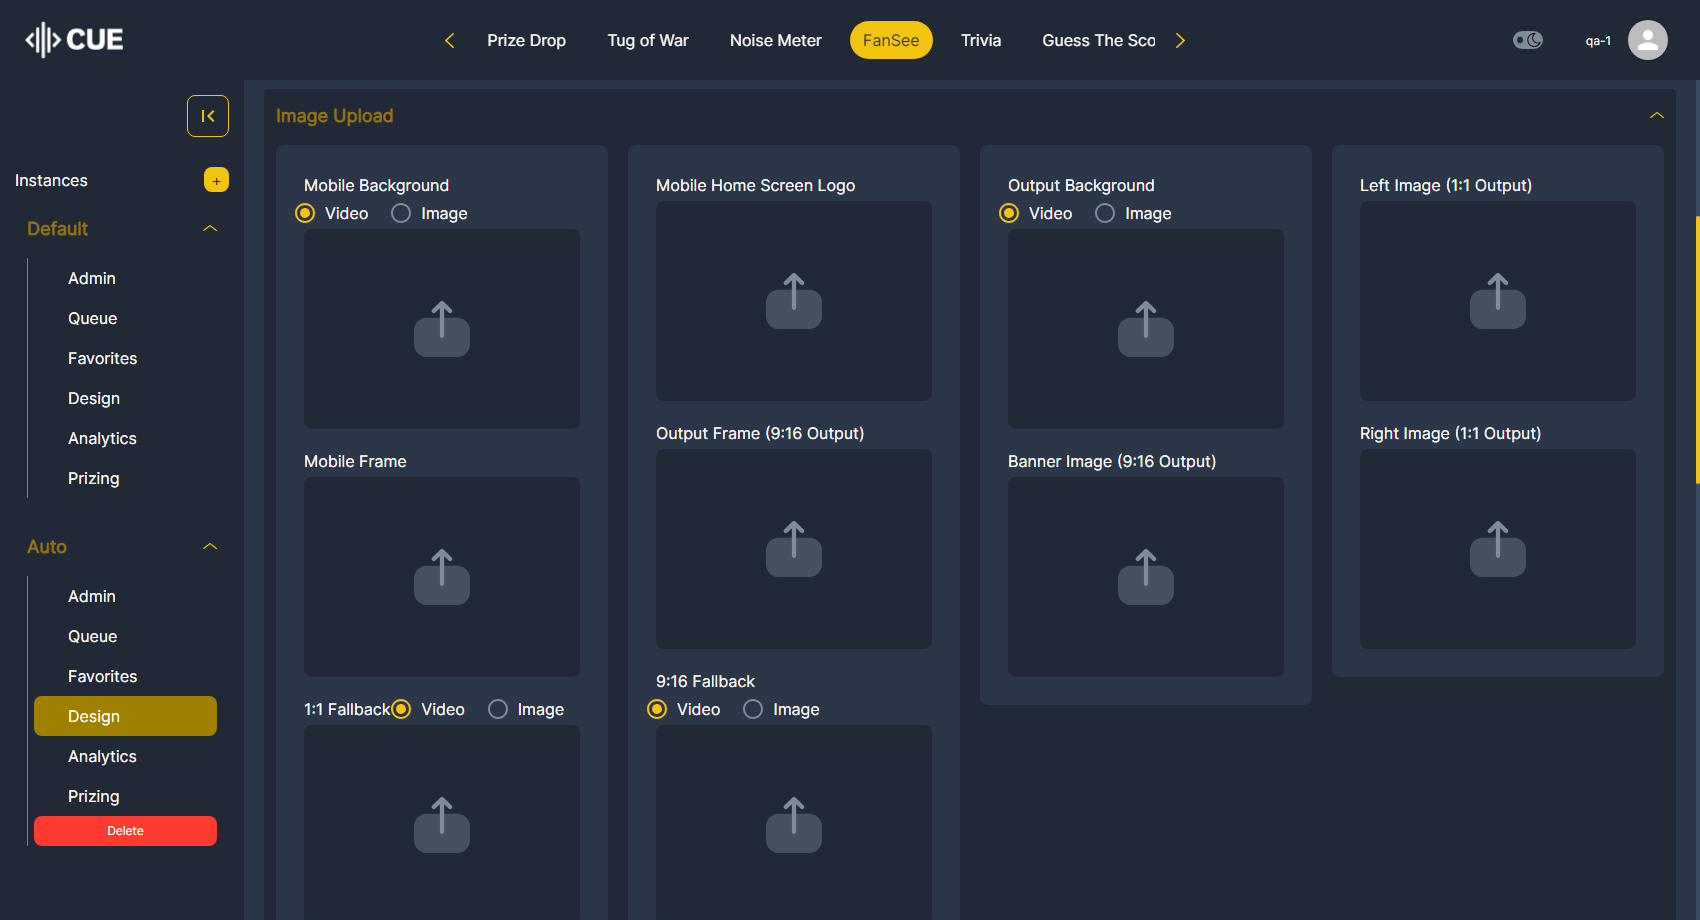 CUE
Prize Drop
Tug of War
Noise Meter
FanSee
Trivia
Guess The Sco
qa-1
Instances
+
Default
Admin
Queue
Favorites
Design
Analytics
Prizing
Auto
Admin
Queue
Favorites
Design
Analytics
Prizing
Delete
Image Upload
Mobile Background
Video
Image
Mobile Frame
1:1 Fallback
Video
Image
Mobile Home Screen Logo
Output Frame (9:16 Output)
9:16 Fallback
Video
Image
Output Background
Video
Image
Banner Image (9:16 Output)
Left Image (1:1 Output)
Right Image (1:1 Output)